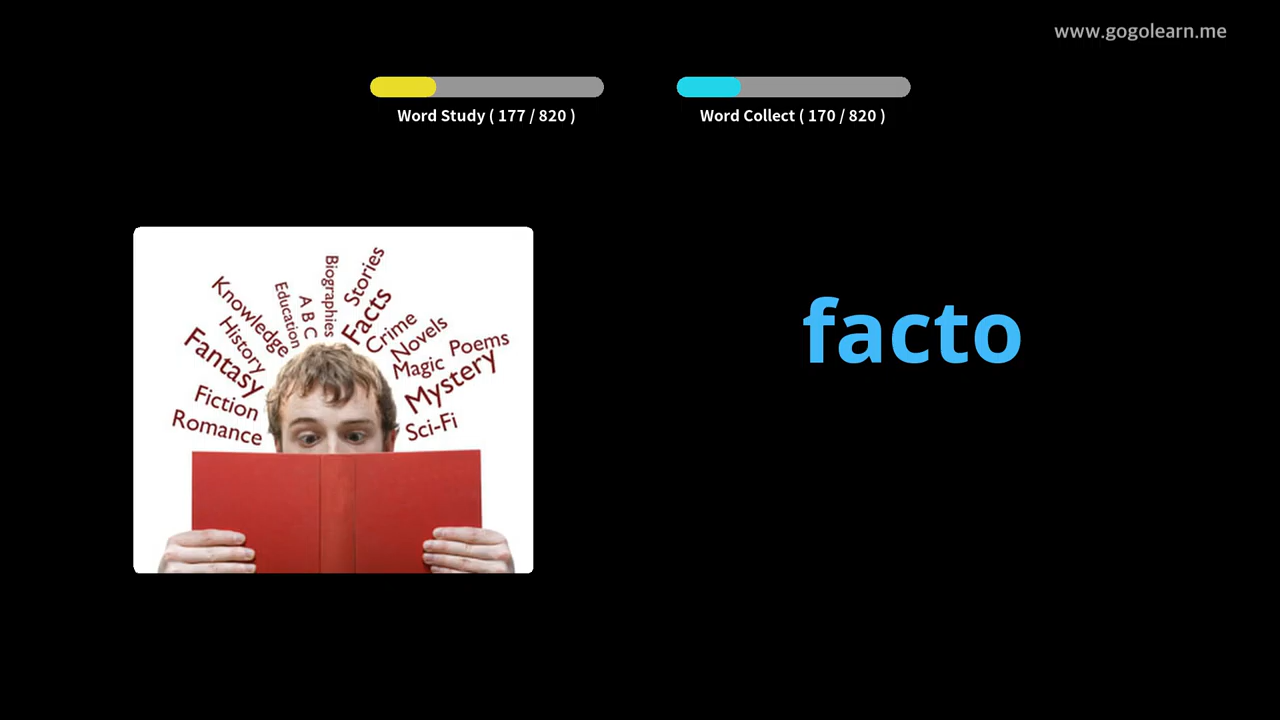 www.gogolearn.me
Word Study ( 177 / 820 )
Word Collect ( 170 / 820 )
facto
Biographies
Stories
Facts
Crime
Novels
Poems
Magic
Mystery
Sci-Fi
A B C
Education
Knowledge
History
Fantasy
Fiction
Romance